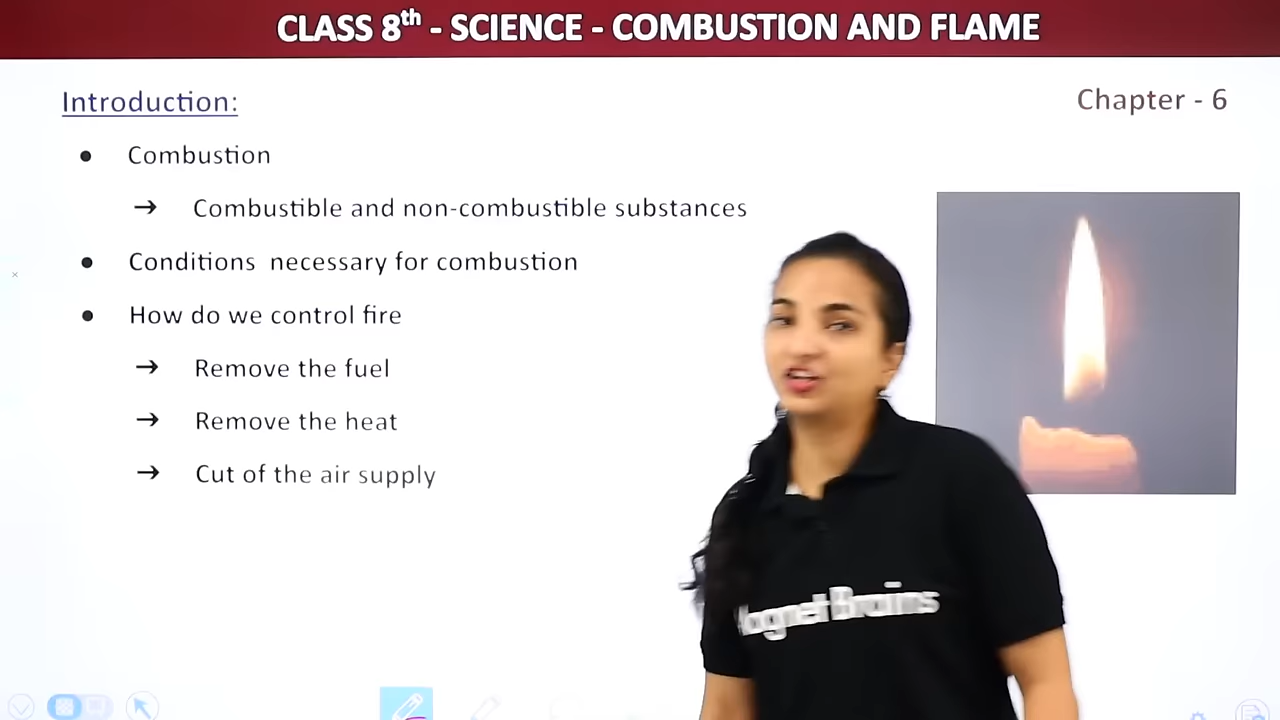 CLASS 8th - SCIENCE - COMBUSTION AND FLAME
Introduction:
Chapter - 6
● Combustion
→ Combustible and non-combustible substances
● Conditions necessary for combustion
● How do we control fire
→ Remove the fuel
→ Remove the heat
→ Cut of the air supply
Brains